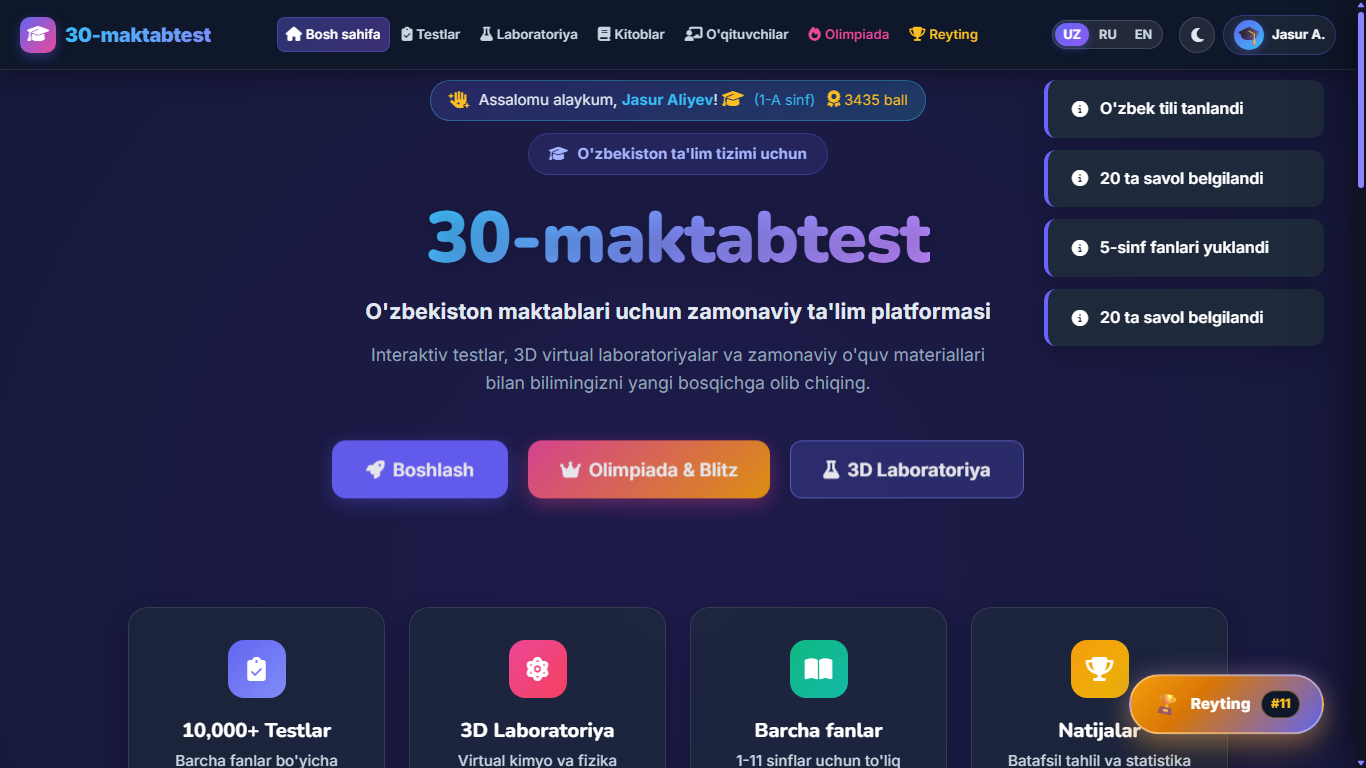 30-maktabtest
Bosh sahifa
Testlar
Laboratoriya
Kitoblar
O'qituvchilar
Olimpiada
Reyting
UZ RU EN
Jasur A.
Assalomu alaykum, Jasur Aliyev! (1-A sinf) 3435 ball
O'zbekiston ta'lim tizimi uchun
30-maktabtest
O'zbekiston maktablari uchun zamonaviy ta'lim platformasi
Interaktiv testlar, 3D virtual laboratoriyalar va zamonaviy o'quv materiallari
bilan bilimingizni yangi bosqichga olib chiqing.
Boshlash
Olimpiada & Blitz
3D Laboratoriya
O'zbek tili tanlandi
20 ta savol belgilandi
5-sinf fanlari yuklandi
20 ta savol belgilandi
10,000+ Testlar
Barcha fanlar bo'yicha
3D Laboratoriya
Virtual kimyo va fizika
Barcha fanlar
1-11 sinflar uchun to'liq
Natijalar
Batafsil tahlil va statistika
Reyting #11